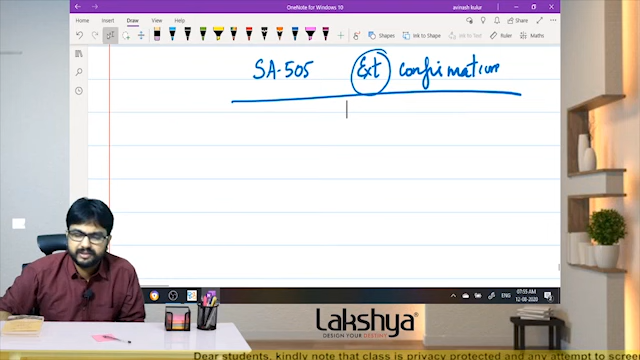 OneNote for Windows 10
avinash kulur
Home Insert Draw View Help
Share
Shapes Ink to Shape Ink to Text Ruler Maths
SA-505 Ext confirmation
07:55 AM
ENG
12-08-2020
Lakshya®
DESIGN YOUR DESTINY
Dear students, kindly note that class is privacy protected and any attempt to scree